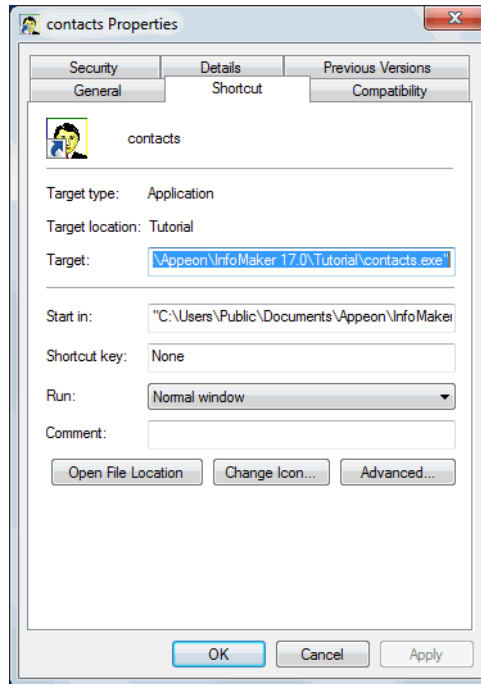 contacts Properties
Security Details Previous Versions
General Shortcut Compatibility
contacts
Target type: Application
Target location: Tutorial
Target: \Appeon\InfoMaker 17.0\Tutorial\contacts.exe"
Start in: "C:\Users\Public\Documents\Appeon\InfoMaker
Shortcut key: None
Run: Normal window
Comment:
Open File Location Change Icon... Advanced...
OK Cancel Apply